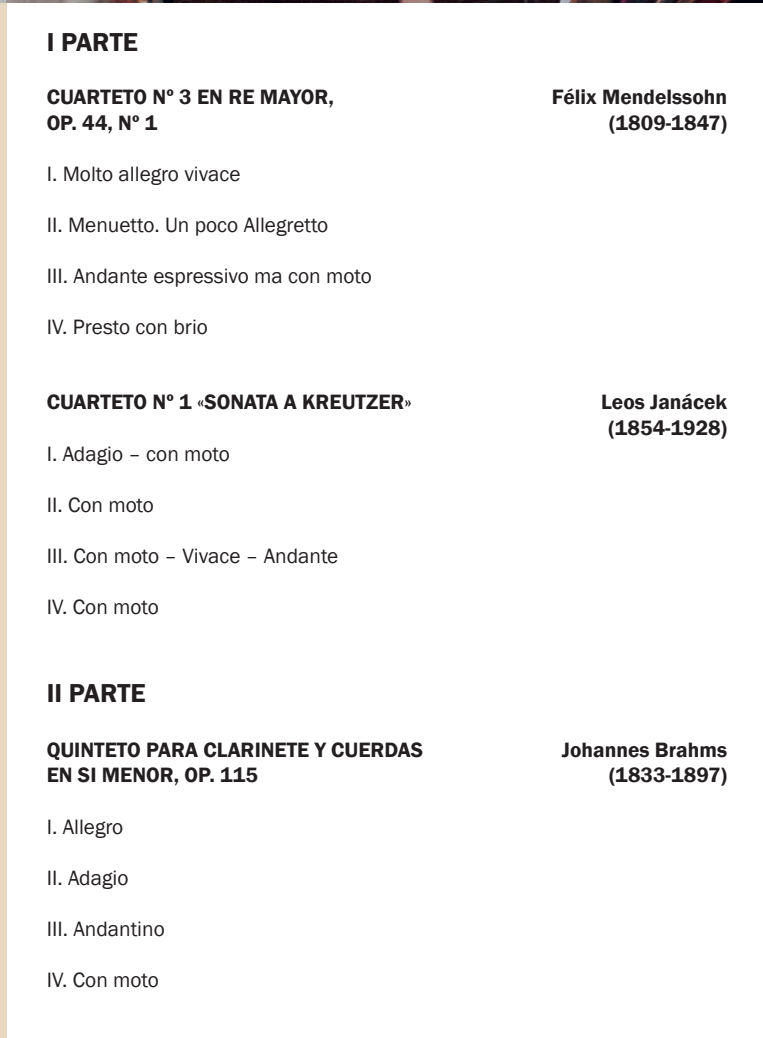 I PARTE
CUARTETO Nº 3 EN RE MAYOR,
OP. 44, Nº 1
Félix Mendelssohn
(1809-1847)
I. Molto allegro vivace
II. Menuetto. Un poco Allegretto
III. Andante espressivo ma con moto
IV. Presto con brio
CUARTETO Nº 1 «SONATA A KREUTZER»
Leos Janácek
(1854-1928)
I. Adagio – con moto
II. Con moto
III. Con moto – Vivace – Andante
IV. Con moto
II PARTE
QUINTETO PARA CLARINETE Y CUERDAS
EN SI MENOR, OP. 115
Johannes Brahms
(1833-1897)
I. Allegro
II. Adagio
III. Andantino
IV. Con moto